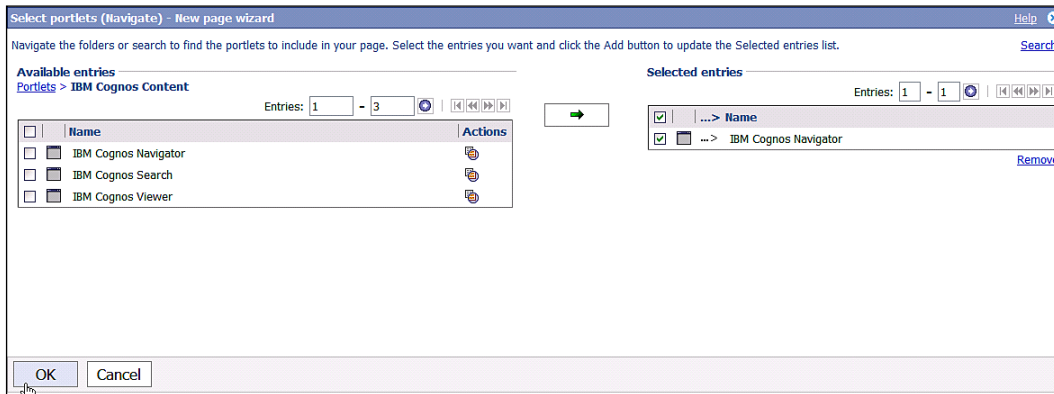 Select portlets (Navigate) - New page wizard Help
Navigate the folders or search to find the portlets to include in your page. Select the entries you want and click the Add button to update the Selected entries list. Search
Available entries
Portlets > IBM Cognos Content
Entries: 1 - 3
Name Actions
IBM Cognos Navigator
IBM Cognos Search
IBM Cognos Viewer
Selected entries
Entries: 1 - 1
...> Name
...> IBM Cognos Navigator
Remove
OK Cancel